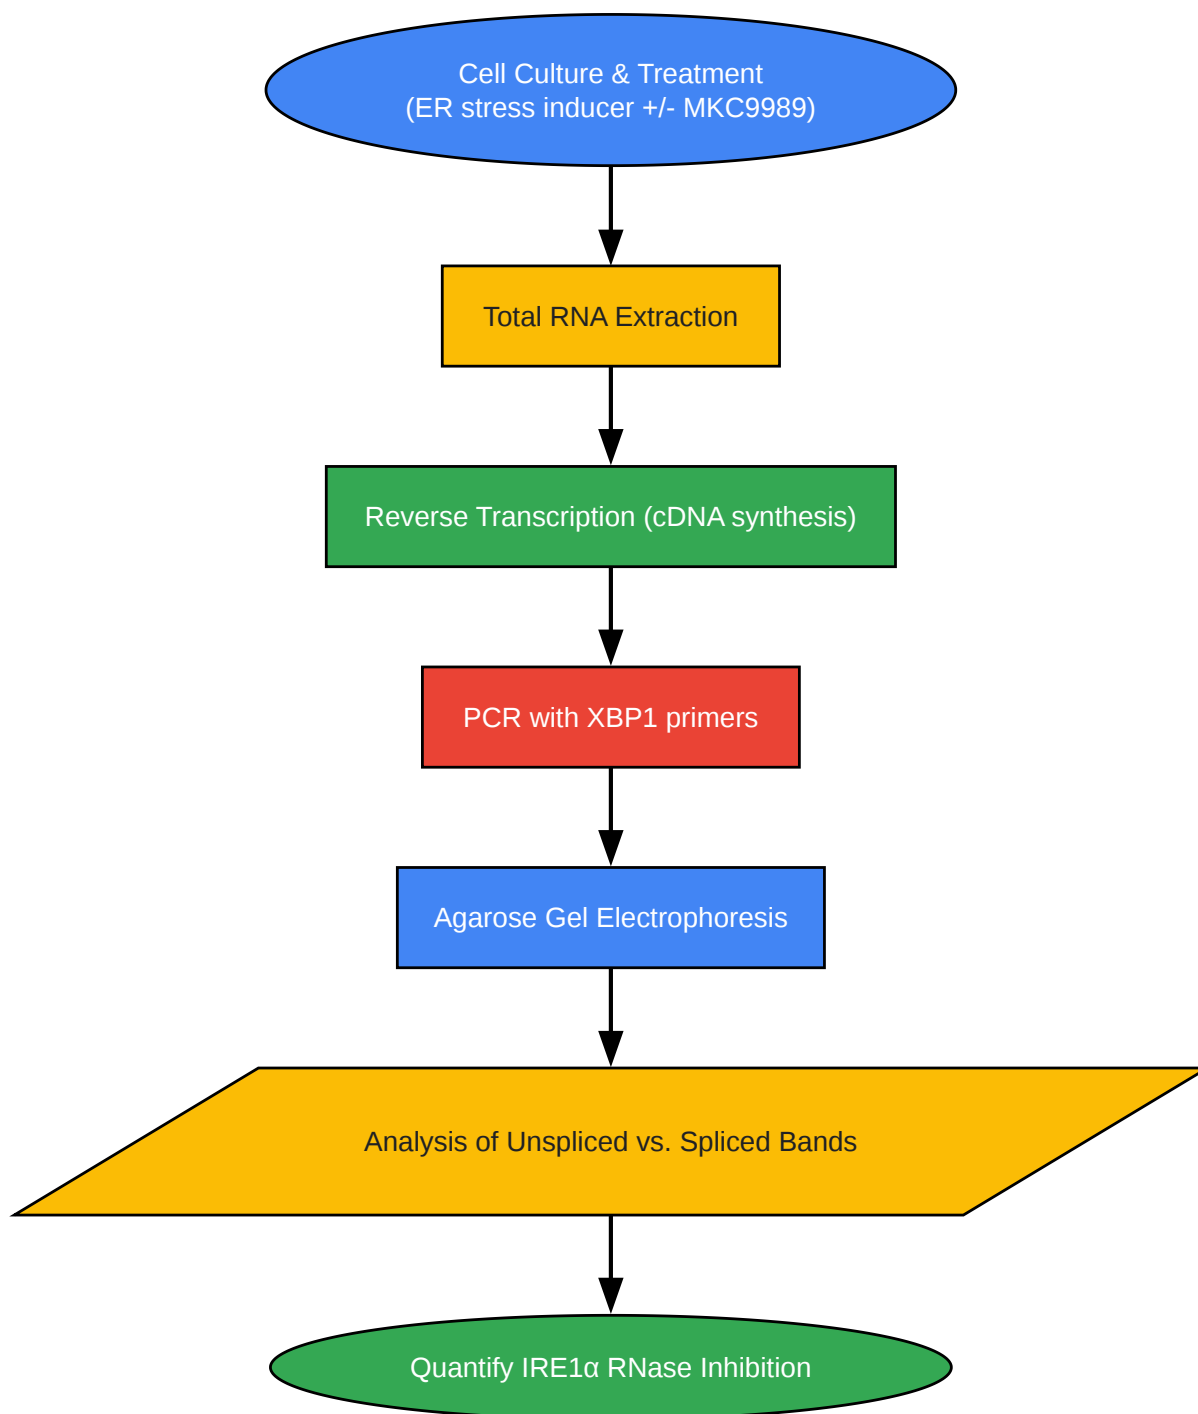 Cell Culture & Treatment
(ER stress inducer +/- MKC9989)
Total RNA Extraction
Reverse Transcription (cDNA synthesis)
PCR with XBP1 primers
Agarose Gel Electrophoresis
Analysis of Unspliced vs. Spliced Bands
Quantify IRE1α RNase Inhibition